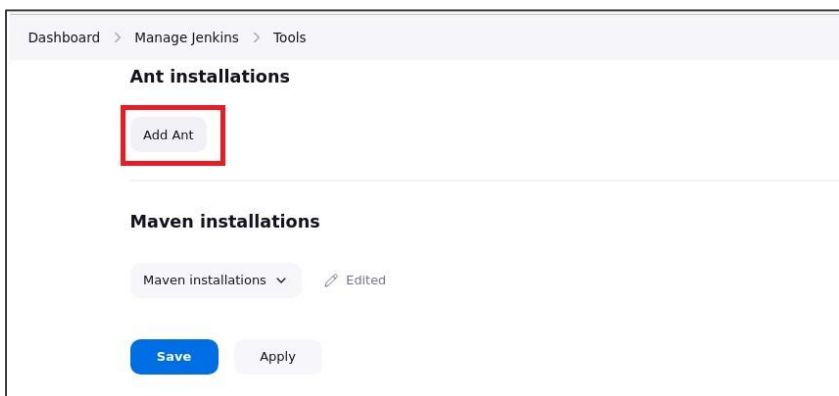 Dashboard > Manage Jenkins > Tools
Ant installations
Add Ant
Maven installations
Maven installations Edited
Save Apply